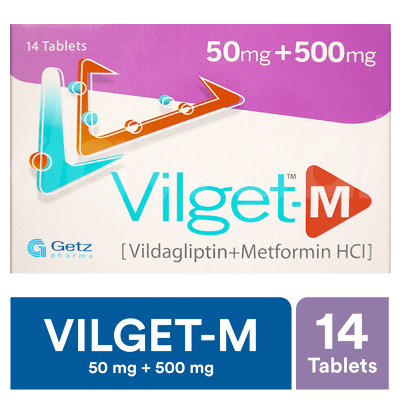 14 Tablets
50mg + 500mg
Vilget-M
TM
[Vildagliptin+Metformin HCl]
G Getz
pharma
VILGET-M
50 mg + 500 mg
14
Tablets